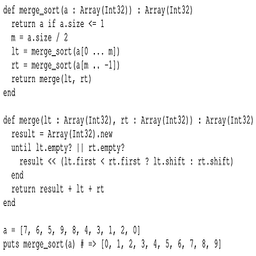 def merge_sort(a : Array(Int32)) : Array(Int32)
  return a if a.size <= 1
  m = a.size / 2
  lt = merge_sort(a[0 ... m])
  rt = merge_sort(a[m .. -1])
  return merge(lt, rt)
end

def merge(lt : Array(Int32), rt : Array(Int32)) : Array(Int32)
  result = Array(Int32).new
  until lt.empty? || rt.empty?
    result << (lt.first < rt.first ? lt.shift : rt.shift)
  end
  return result + lt + rt
end

a = [7, 6, 5, 9, 8, 4, 3, 1, 2, 0]
puts merge_sort(a) # => [0, 1, 2, 3, 4, 5, 6, 7, 8, 9]